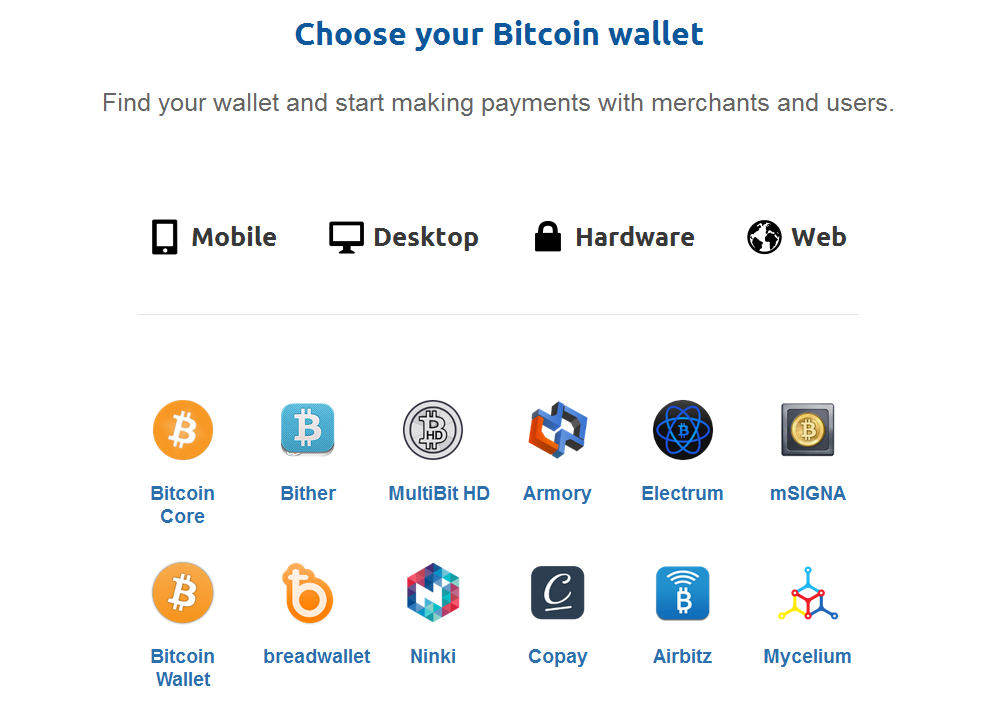 Choose your Bitcoin wallet
Find your wallet and start making payments with merchants and users.
Mobile Desktop Hardware Web
HD
Bitcoin Core
Bither
MultiBit HD
Armory
Electrum
mSIGNA
C
Bitcoin Wallet
breadwallet
Ninki
Copay
Airbitz
Mycelium